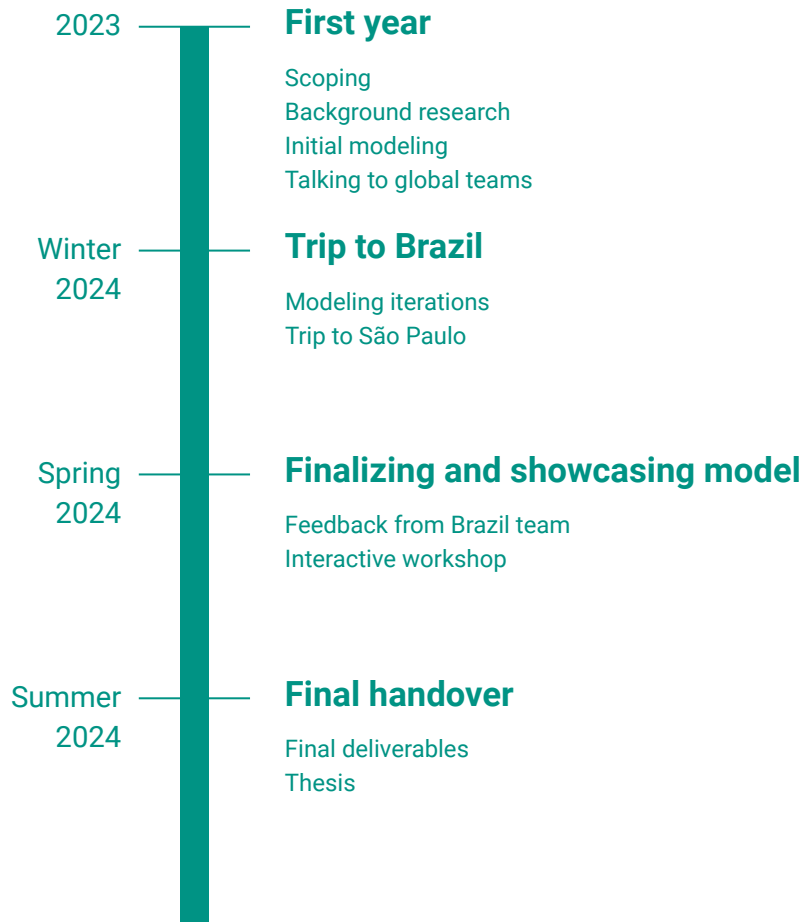 2023
First year
Scoping
Background research
Initial modeling
Talking to global teams
Winter
2024
Trip to Brazil
Modeling iterations
Trip to São Paulo
Spring
2024
Finalizing and showcasing model
Feedback from Brazil team
Interactive workshop
Summer
2024
Final handover
Final deliverables
Thesis